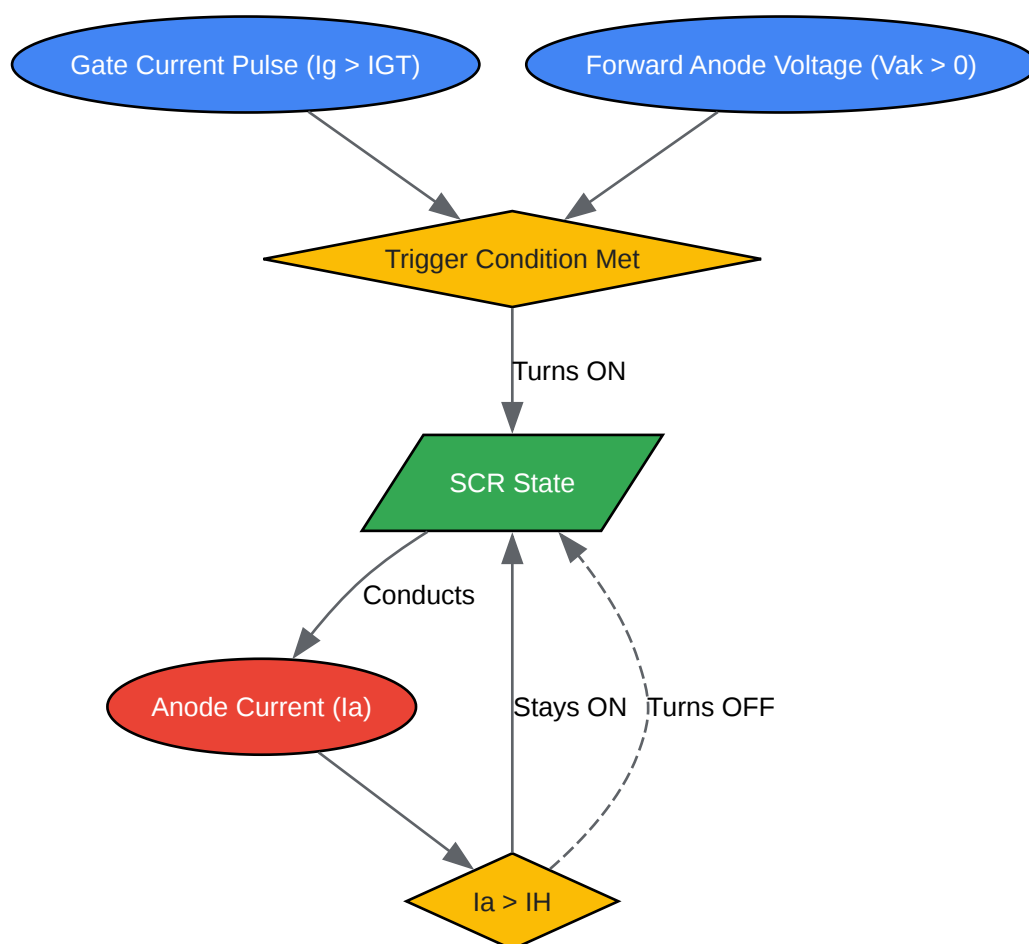 Gate Current Pulse (Ig > IGT)
Forward Anode Voltage (Vak > 0)
Trigger Condition Met
Turns ON
SCR State
Conducts
Anode Current (Ia)
Stays ON
Turns OFF
Ia > IH